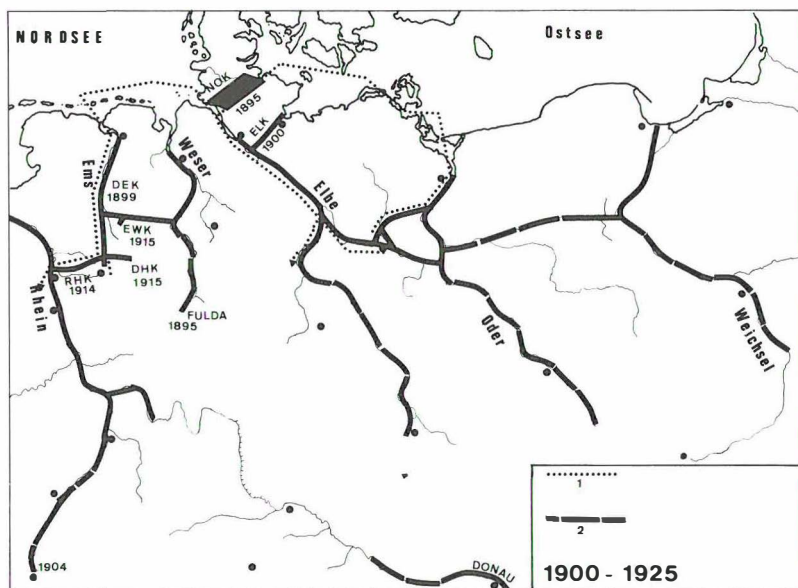 NORDSEE
Ostsee
NOK
1895
ELK
1900
Weser
Ems
DEK
1899
EWK
1915
Elbe
RHK
1914
DHK
1915
Rhein
FULDA
1895
Oder
Weichsel
1904
DONAU
1
2
1900 - 1925